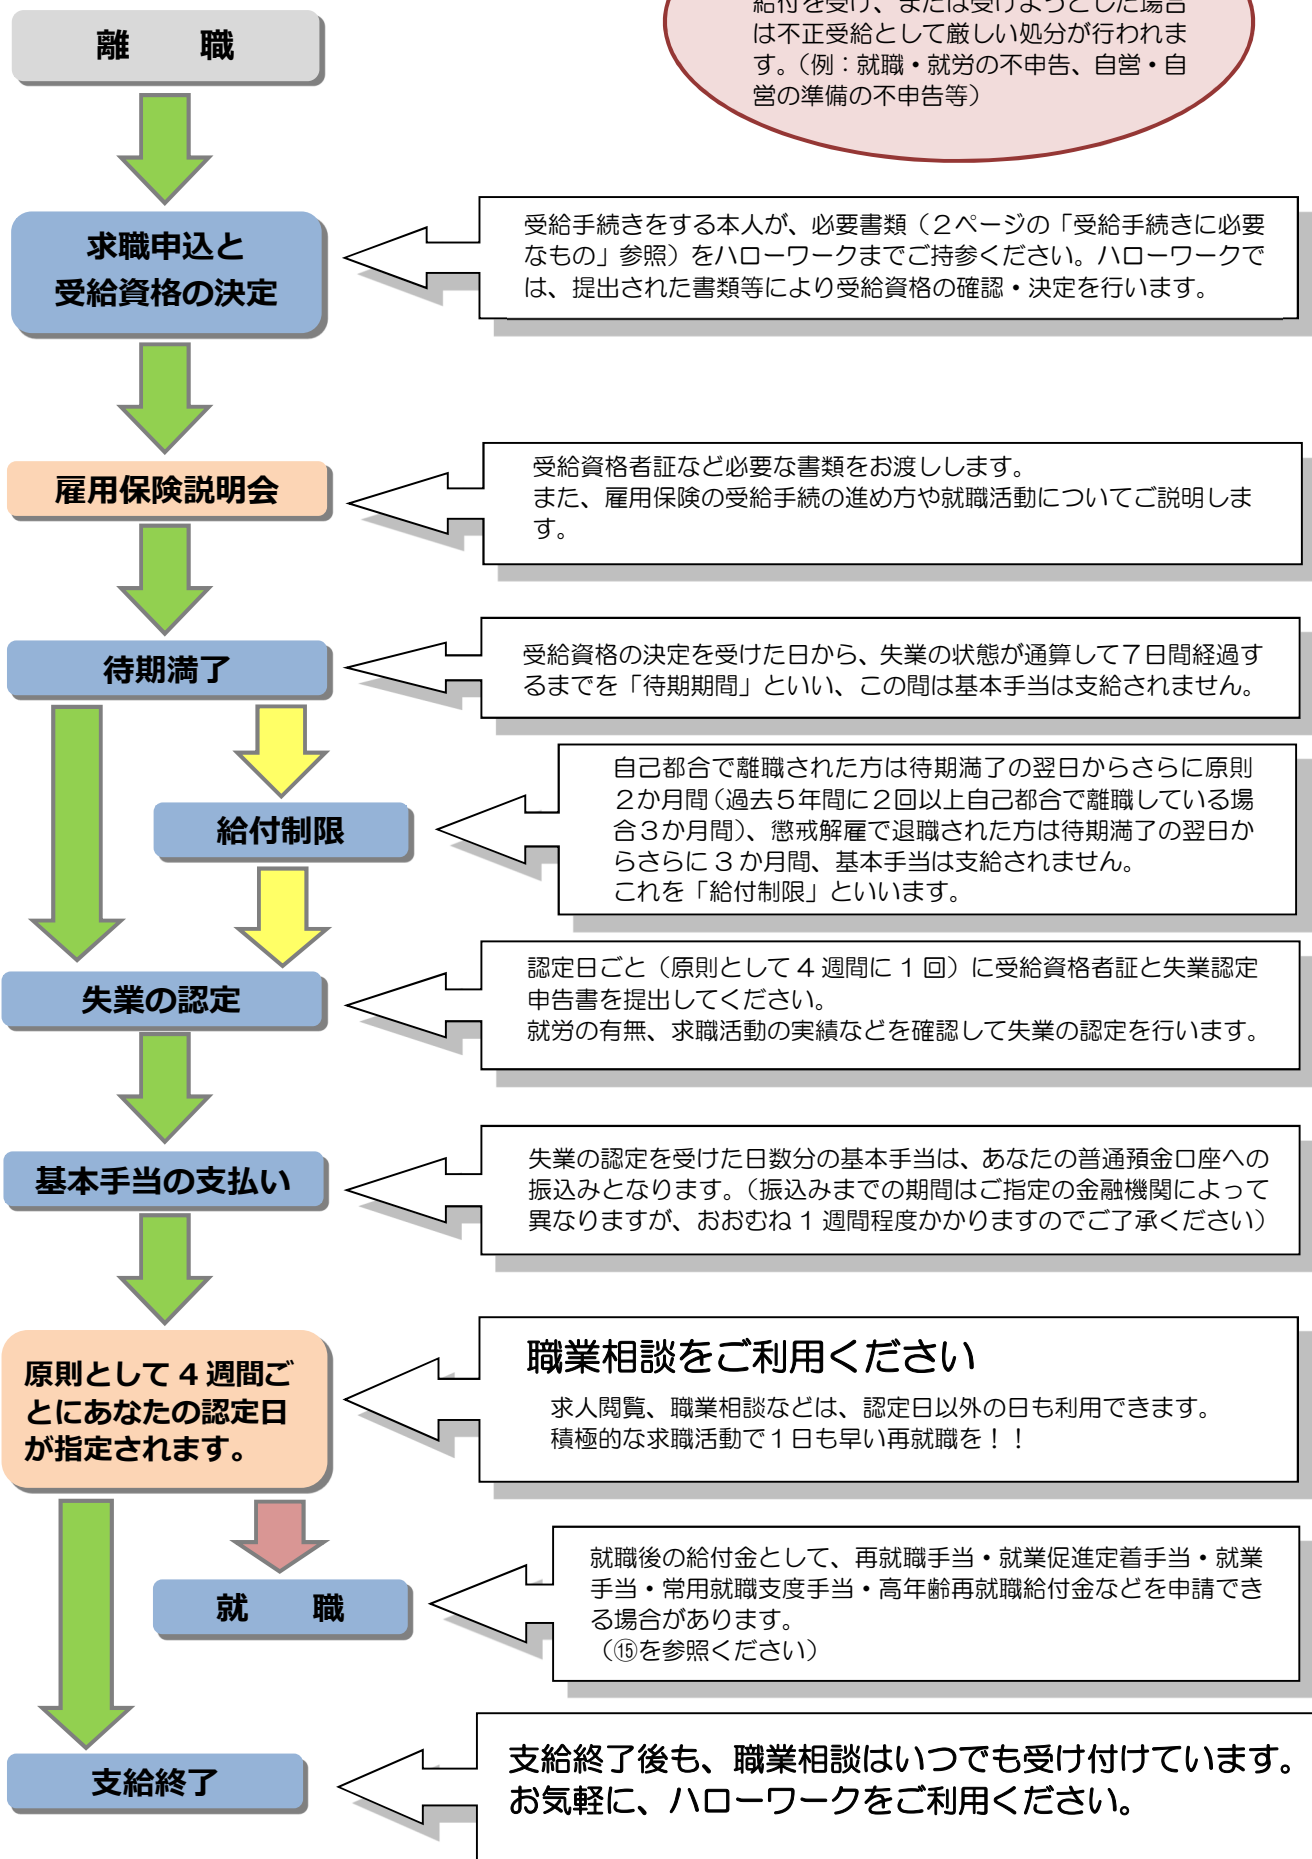 給付を受け、または受けようとした場合
は不正受給として厳しい処分が行われま
す。（例：就職・就労の不申告、自営・自
営の準備の不申告等）
離　　職
求職申込と
受給資格の決定
受給手続きをする本人が、必要書類（２ページの「受給手続きに必要
なもの」参照）をハローワークまでご持参ください。ハローワークで
は、提出された書類等により受給資格の確認・決定を行います。
雇用保険説明会
受給資格者証など必要な書類をお渡しします。
また、雇用保険の受給手続の進め方や就職活動についてご説明しま
す。
待期満了
受給資格の決定を受けた日から、失業の状態が通算して７日間経過す
るまでを「待期期間」といい、この間は基本手当は支給されません。
給付制限
自己都合で離職された方は待期満了の翌日からさらに原則
２か月間（過去５年間に２回以上自己都合で離職している場
合３か月間）、懲戒解雇で退職された方は待期満了の翌日か
らさらに 3 か月間、基本手当は支給されません。
これを「給付制限」といいます。
失業の認定
認定日ごと（原則として 4 週間に 1 回）に受給資格者証と失業認定
申告書を提出してください。
就労の有無、求職活動の実績などを確認して失業の認定を行います。
基本手当の支払い
失業の認定を受けた日数分の基本手当は、あなたの普通預金口座への
振込みとなります。（振込みまでの期間はご指定の金融機関によって
異なりますが、おおむね 1 週間程度かかりますのでご了承ください）
原則として 4 週間ご
とにあなたの認定日
が指定されます。
職業相談をご利用ください
求人閲覧、職業相談などは、認定日以外の日も利用できます。
積極的な求職活動で１日も早い再就職を！！
就　　職
就職後の給付金として、再就職手当・就業促進定着手当・就業
手当・常用就職支度手当・高年齢再就職給付金などを申請でき
る場合があります。
（⑮を参照ください）
支給終了
支給終了後も、職業相談はいつでも受け付けています。
お気軽に、ハローワークをご利用ください。